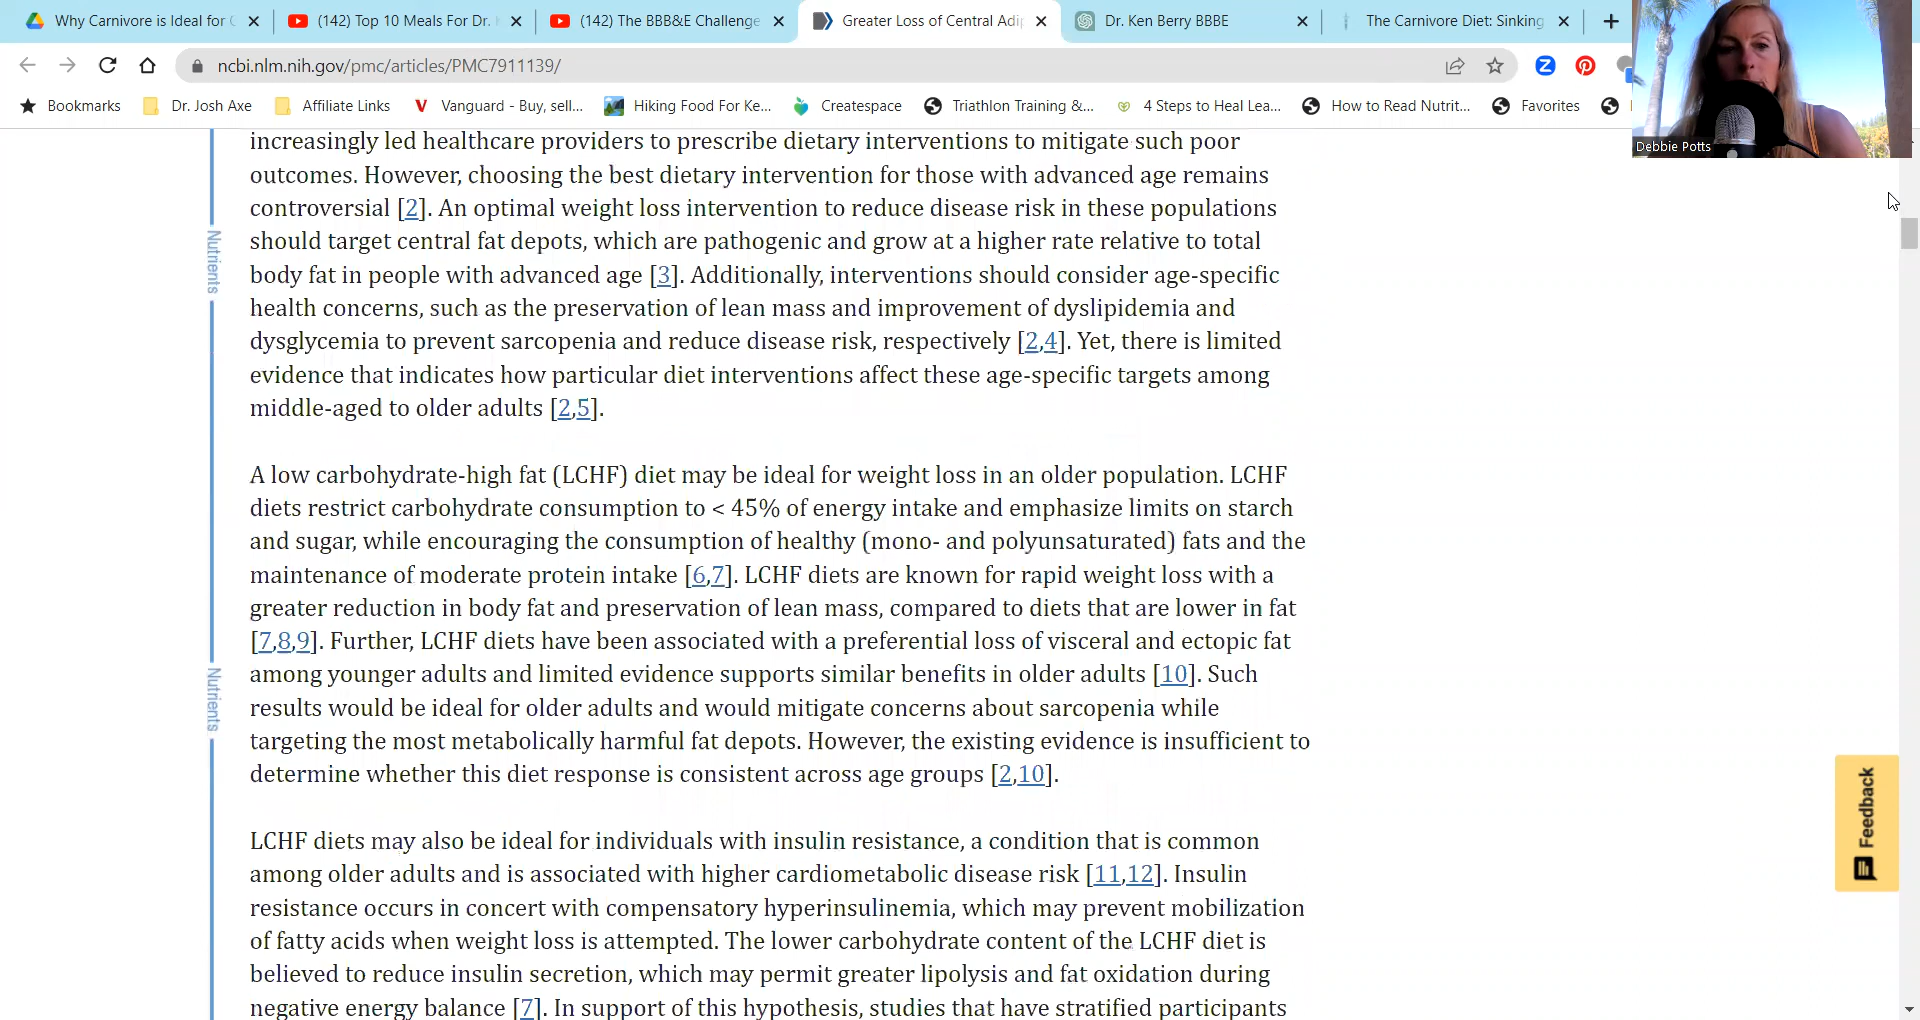 Why Carnivore is Ideal for
(142) Top 10 Meals For Dr.
(142) The BBB&E Challenge
Greater Loss of Central Adip
Dr. Ken Berry BBBE
The Carnivore Diet: Sinking
ncbi.nlm.nih.gov/pmc/articles/PMC7911139/
Bookmarks
Dr. Josh Axe
Affiliate Links
Vanguard - Buy, sell...
Hiking Food For Ke...
Createspace
Triathlon Training &...
4 Steps to Heal Lea...
How to Read Nutrit...
Favorites
Debbie Potts
increasingly led healthcare providers to prescribe dietary interventions to mitigate such poor
outcomes. However, choosing the best dietary intervention for those with advanced age remains
controversial [2]. An optimal weight loss intervention to reduce disease risk in these populations
should target central fat depots, which are pathogenic and grow at a higher rate relative to total
body fat in people with advanced age [3]. Additionally, interventions should consider age-specific
health concerns, such as the preservation of lean mass and improvement of dyslipidemia and
dysglycemia to prevent sarcopenia and reduce disease risk, respectively [2,4]. Yet, there is limited
evidence that indicates how particular diet interventions affect these age-specific targets among
middle-aged to older adults [2,5].
A low carbohydrate-high fat (LCHF) diet may be ideal for weight loss in an older population. LCHF
diets restrict carbohydrate consumption to < 45% of energy intake and emphasize limits on starch
and sugar, while encouraging the consumption of healthy (mono- and polyunsaturated) fats and the
maintenance of moderate protein intake [6,7]. LCHF diets are known for rapid weight loss with a
greater reduction in body fat and preservation of lean mass, compared to diets that are lower in fat
[7,8,9]. Further, LCHF diets have been associated with a preferential loss of visceral and ectopic fat
among younger adults and limited evidence supports similar benefits in older adults [10]. Such
results would be ideal for older adults and would mitigate concerns about sarcopenia while
targeting the most metabolically harmful fat depots. However, the existing evidence is insufficient to
determine whether this diet response is consistent across age groups [2,10].
LCHF diets may also be ideal for individuals with insulin resistance, a condition that is common
among older adults and is associated with higher cardiometabolic disease risk [11,12]. Insulin
resistance occurs in concert with compensatory hyperinsulinemia, which may prevent mobilization
of fatty acids when weight loss is attempted. The lower carbohydrate content of the LCHF diet is
believed to reduce insulin secretion, which may permit greater lipolysis and fat oxidation during
negative energy balance [7]. In support of this hypothesis, studies that have stratified participants
Nutrients
Nutrients
Feedback